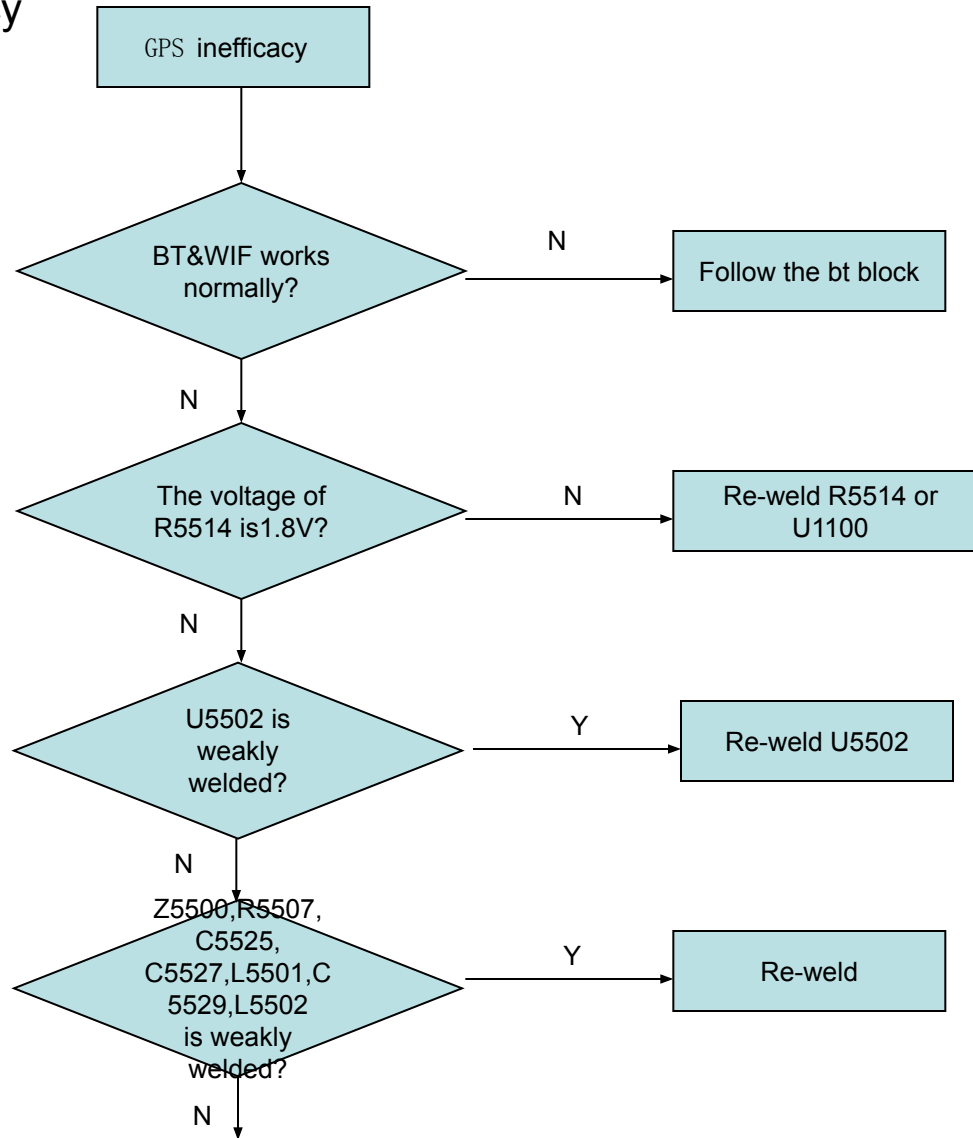 y
GPS inefficacy
BT&WIF works
normally?
N
Follow the bt block
N
The voltage of
R5514 is1.8V?
N
Re-weld R5514 or
U1100
N
U5502 is
weakly
welded?
Y
Re-weld U5502
N
Z5500,R5507,
C5525,
C5527,L5501,C
5529,L5502
is weakly
welded?
Y
Re-weld
N